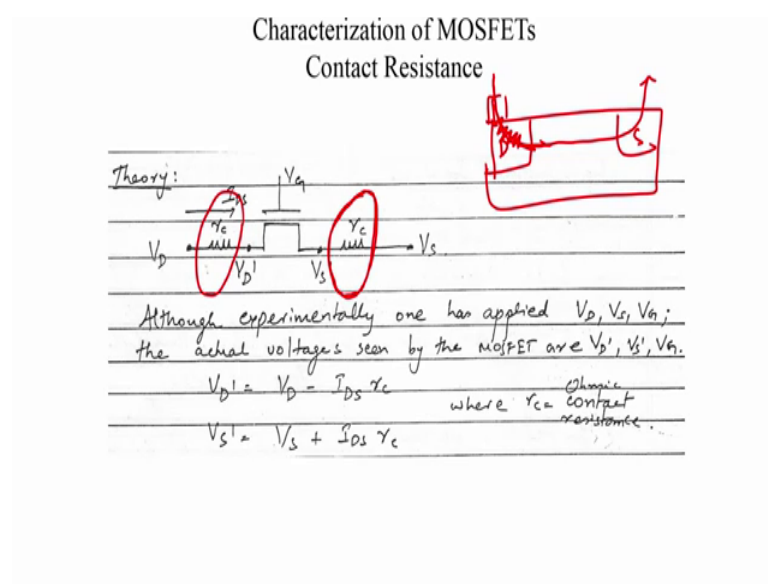 Characterization of MOSFETs
Contact Resistance
D
S
Theory:
IDS
VG
rc
rc
VD
VD'
VS
VS
Although experimentally one has applied VD, VS, VG;
the actual voltages seen by the MOSFET are VD', VS', VG.
VD' = VD - IDS rc
where rc = Ohmic contact resistance.
VS' = VS + IDS rc